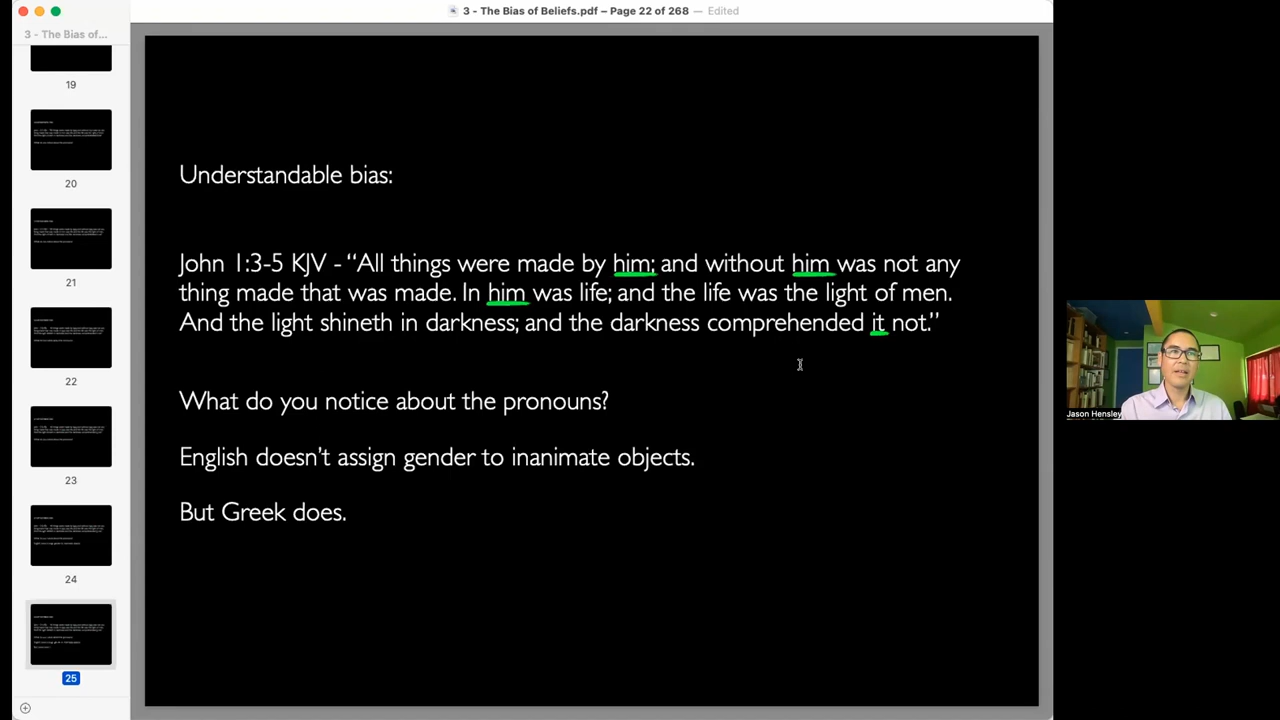 3 - The Bias of Beliefs.pdf – Page 22 of 268 — Edited
3 - The Bias of...
19
20
21
22
23
24
25
Understandable bias:
John 1:3-5 KJV - “All things were made by him; and without him was not any
thing made that was made. In him was life; and the life was the light of men.
And the light shineth in darkness; and the darkness comprehended it not.”
What do you notice about the pronouns?
English doesn’t assign gender to inanimate objects.
But Greek does.
Jason Hensley